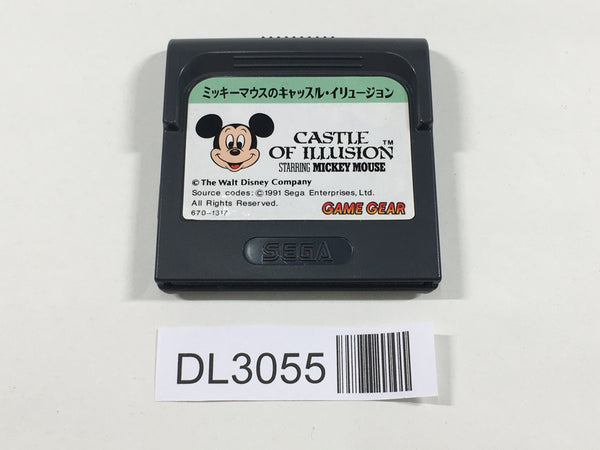 ミッキーマウスのキャッスル・イリュージョン
CASTLE
OF ILLUSION™
STARRING MICKEY MOUSE
© The Walt Disney Company
Source codes: © 1991 Sega Enterprises, Ltd.
All Rights Reserved.
670-1317
GAME GEAR
SEGA
DL3055